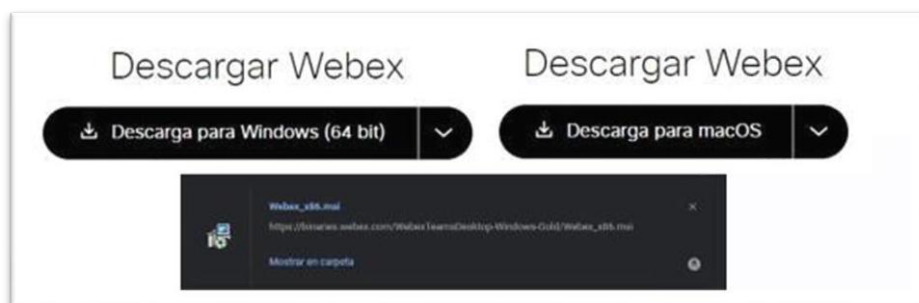 Descargar Webex
Descargar Webex
Descarga para Windows (64 bit)
Descarga para macOS
Webex_x86.msi
https://binaries.webex.com/WebexTeamsDesktop-Windows-Gold/Webex_x86.msi
Mostrar en carpeta